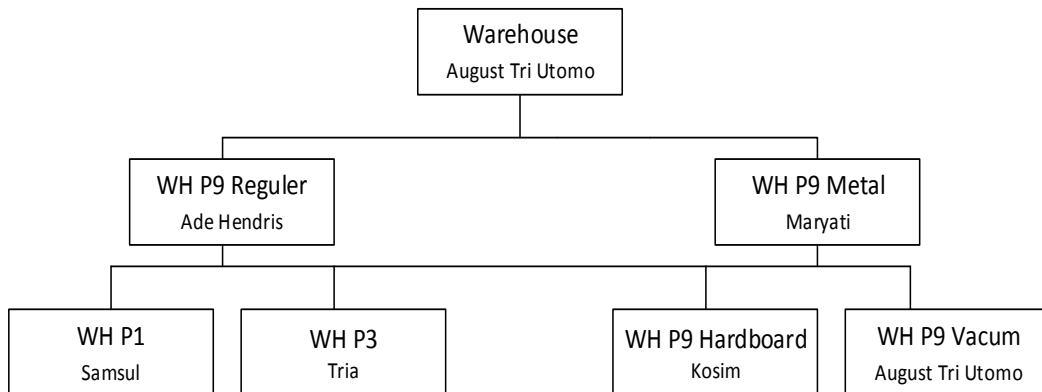 Warehouse
August Tri Utomo
WH P9 Reguler
Ade Hendris
WH P9 Metal
Maryati
WH P1
Samsul
WH P3
Tria
WH P9 Hardboard
Kosim
WH P9 Vacum
August Tri Utomo